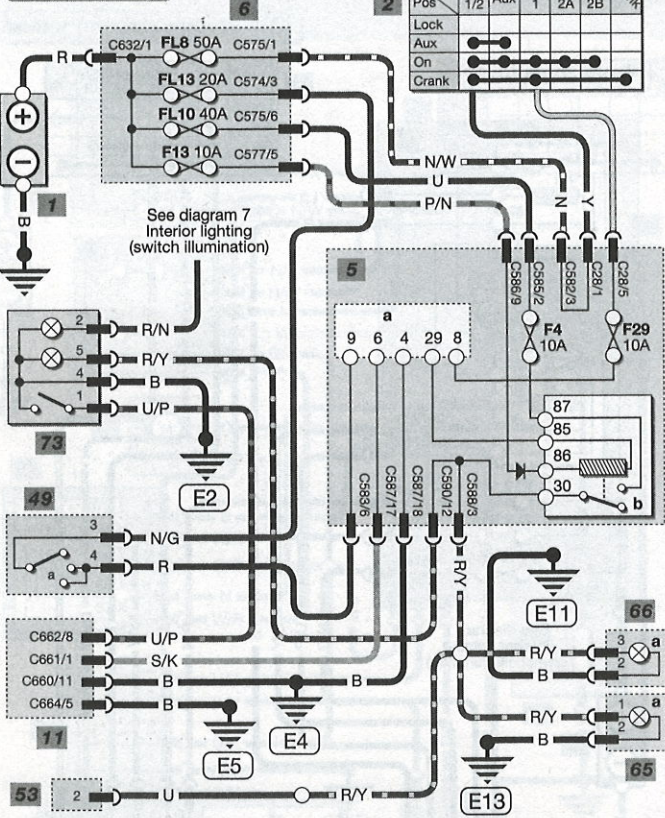 6
2
Pos 1/2 Aux 1 2A 2B
Lock
Aux
On
Crank
R
C632/1 FL8 50A C575/1
FL13 20A C574/3
FL10 40A C575/6
F13 10A C577/5
+
−
1
B
N/W
U
P/N
N
Y
See diagram 7
Interior lighting
(switch illumination)
5
C586/9
C585/2
C582/3
C28/1
C28/5
a
9 6 4 29 8
F4
10A
F29
10A
87
85
86
30
b
2 R/N
5 R/Y
4 B
1 U/P
73
E2
C583/6
C587/17
C587/18
C590/12
C588/3
49
3 N/G
4 R
a
R/Y
E11
66
C662/8 U/P
C661/1 S/K
C660/11 B
B
C664/5 B
11
E4
E5
R/Y 3 a
B 2
R/Y 1 a
B 2
65
E13
53
2 U R/Y